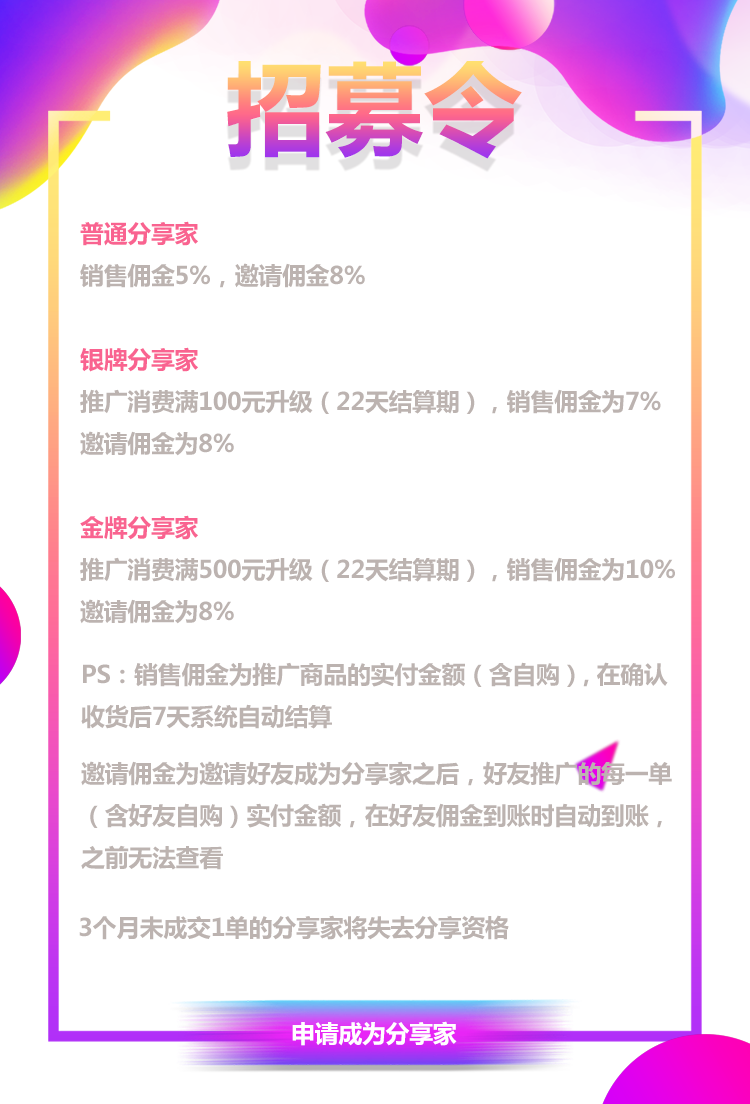 招募令
普通分享家
销售佣金5%，邀请佣金8%
银牌分享家
推广消费满100元升级（22天结算期），销售佣金为7%
邀请佣金为8%
金牌分享家
推广消费满500元升级（22天结算期），销售佣金为10%
邀请佣金为8%
PS：销售佣金为推广商品的实付金额（含自购），在确认
收货后7天系统自动结算
邀请佣金为邀请好友成为分享家之后，好友推广的每一单
（含好友自购）实付金额，在好友佣金到账时自动到账，
之前无法查看
3个月未成交1单的分享家将失去分享资格
申请成为分享家